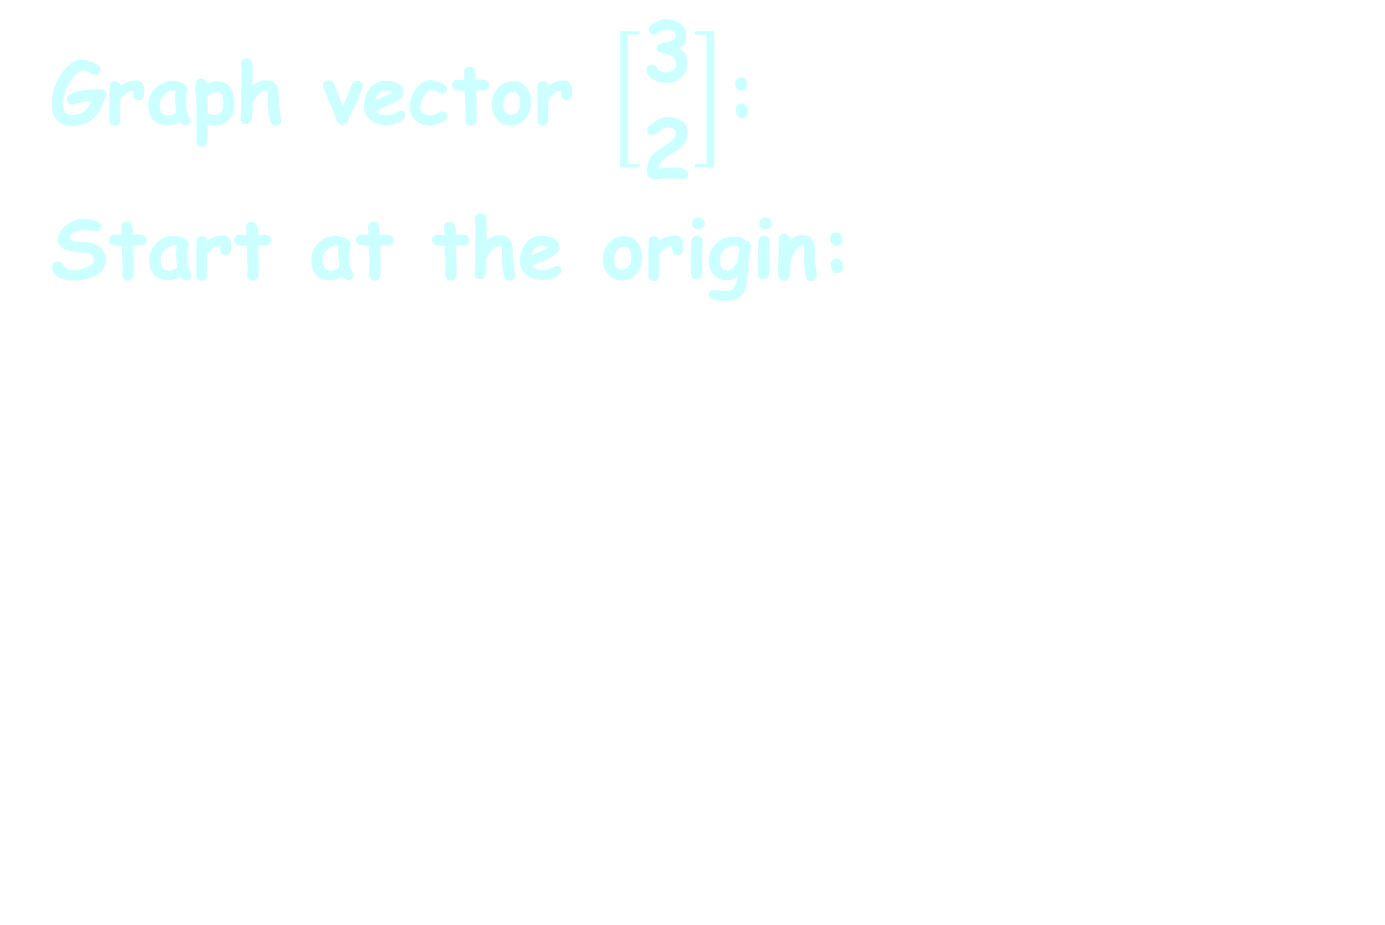 Graph vector [3
2]:
Start at the origin: